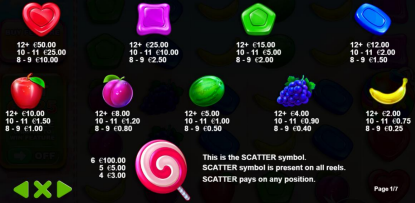 12+ €50.00
10 - 11 €25.00
8 - 9 €10.00
12+ €25.00
10 - 11 €10.00
8 - 9 €2.50
12+ €15.00
10 - 11 €5.00
8 - 9 €2.00
12+ €12.00
10 - 11 €2.00
8 - 9 €1.50
12+ €10.00
10 - 11 €1.50
8 - 9 €1.00
12+ €8.00
10 - 11 €1.20
8 - 9 €0.80
12+ €5.00
10 - 11 €1.00
8 - 9 €0.50
12+ €4.00
10 - 11 €0.90
8 - 9 €0.40
12+ €2.00
10 - 11 €0.75
8 - 9 €0.25
6 €100.00
5 €5.00
4 €3.00
This is the SCATTER symbol.
SCATTER symbol is present on all reels.
SCATTER pays on any position.
Page 1/7